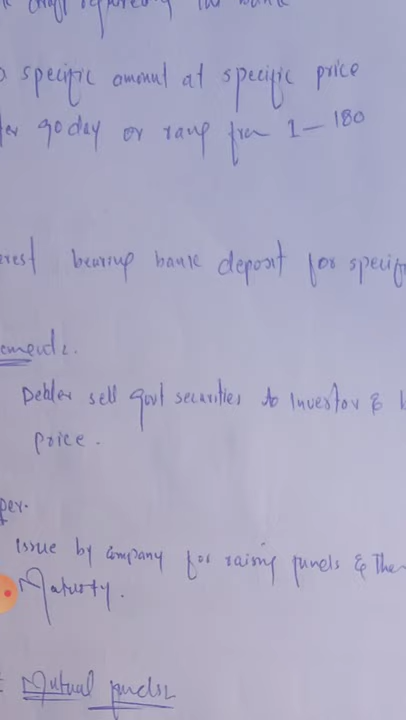 specific amount at specific price
90 day or rang from 1 – 180
bearing bank deposit for
Dealer sell govt securities to Investor &
price.
issue by company for raising funds &
Maturity.
Mutual funds